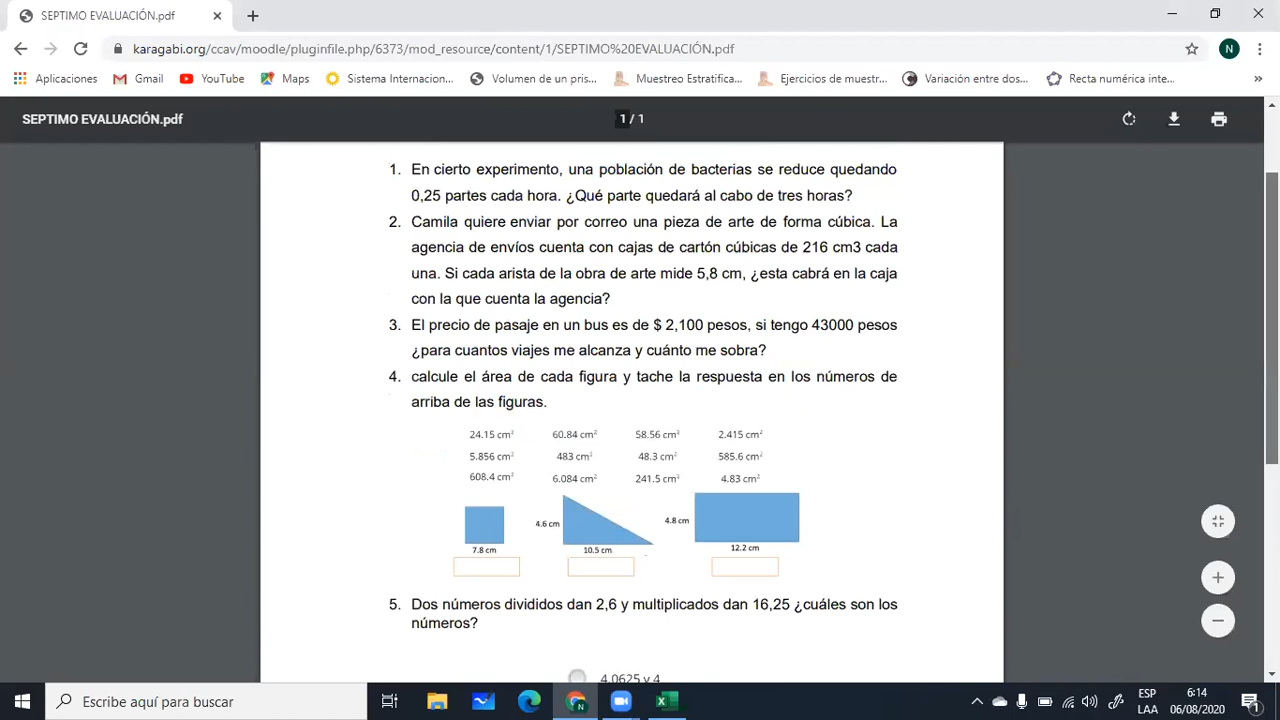 SEPTIMO EVALUACIÓN.pdf
karagabi.org/ccav/moodle/pluginfile.php/6373/mod_resource/content/1/SEPTIMO%20EVALUACIÓN.pdf
N
Aplicaciones Gmail YouTube Maps Sistema Internacion... Volumen de un pris... Muestreo Estratífica... Ejercicios de muestr... Variación entre dos... Recta numérica inte... »
SEPTIMO EVALUACIÓN.pdf 1 / 1
1. En cierto experimento, una población de bacterias se reduce quedando
0,25 partes cada hora. ¿Qué parte quedará al cabo de tres horas?
2. Camila quiere enviar por correo una pieza de arte de forma cúbica. La
agencia de envíos cuenta con cajas de cartón cúbicas de 216 cm3 cada
una. Si cada arista de la obra de arte mide 5,8 cm, ¿esta cabrá en la caja
con la que cuenta la agencia?
3. El precio de pasaje en un bus es de $ 2,100 pesos, si tengo 43000 pesos
¿para cuantos viajes me alcanza y cuánto me sobra?
4. calcule el área de cada figura y tache la respuesta en los números de
arriba de las figuras.
24.15 cm² 60.84 cm² 58.56 cm² 2.415 cm²
5.856 cm² 483 cm² 48.3 cm² 585.6 cm²
608.4 cm² 6.084 cm² 241.5 cm² 4.83 cm²
4.6 cm 4.8 cm
7.8 cm 10.5 cm 12.2 cm
5. Dos números divididos dan 2,6 y multiplicados dan 16,25 ¿cuáles son los
números?
4.0625 y 4
Escribe aquí para buscar
N
ESP
LAA
6:14
06/08/2020
1